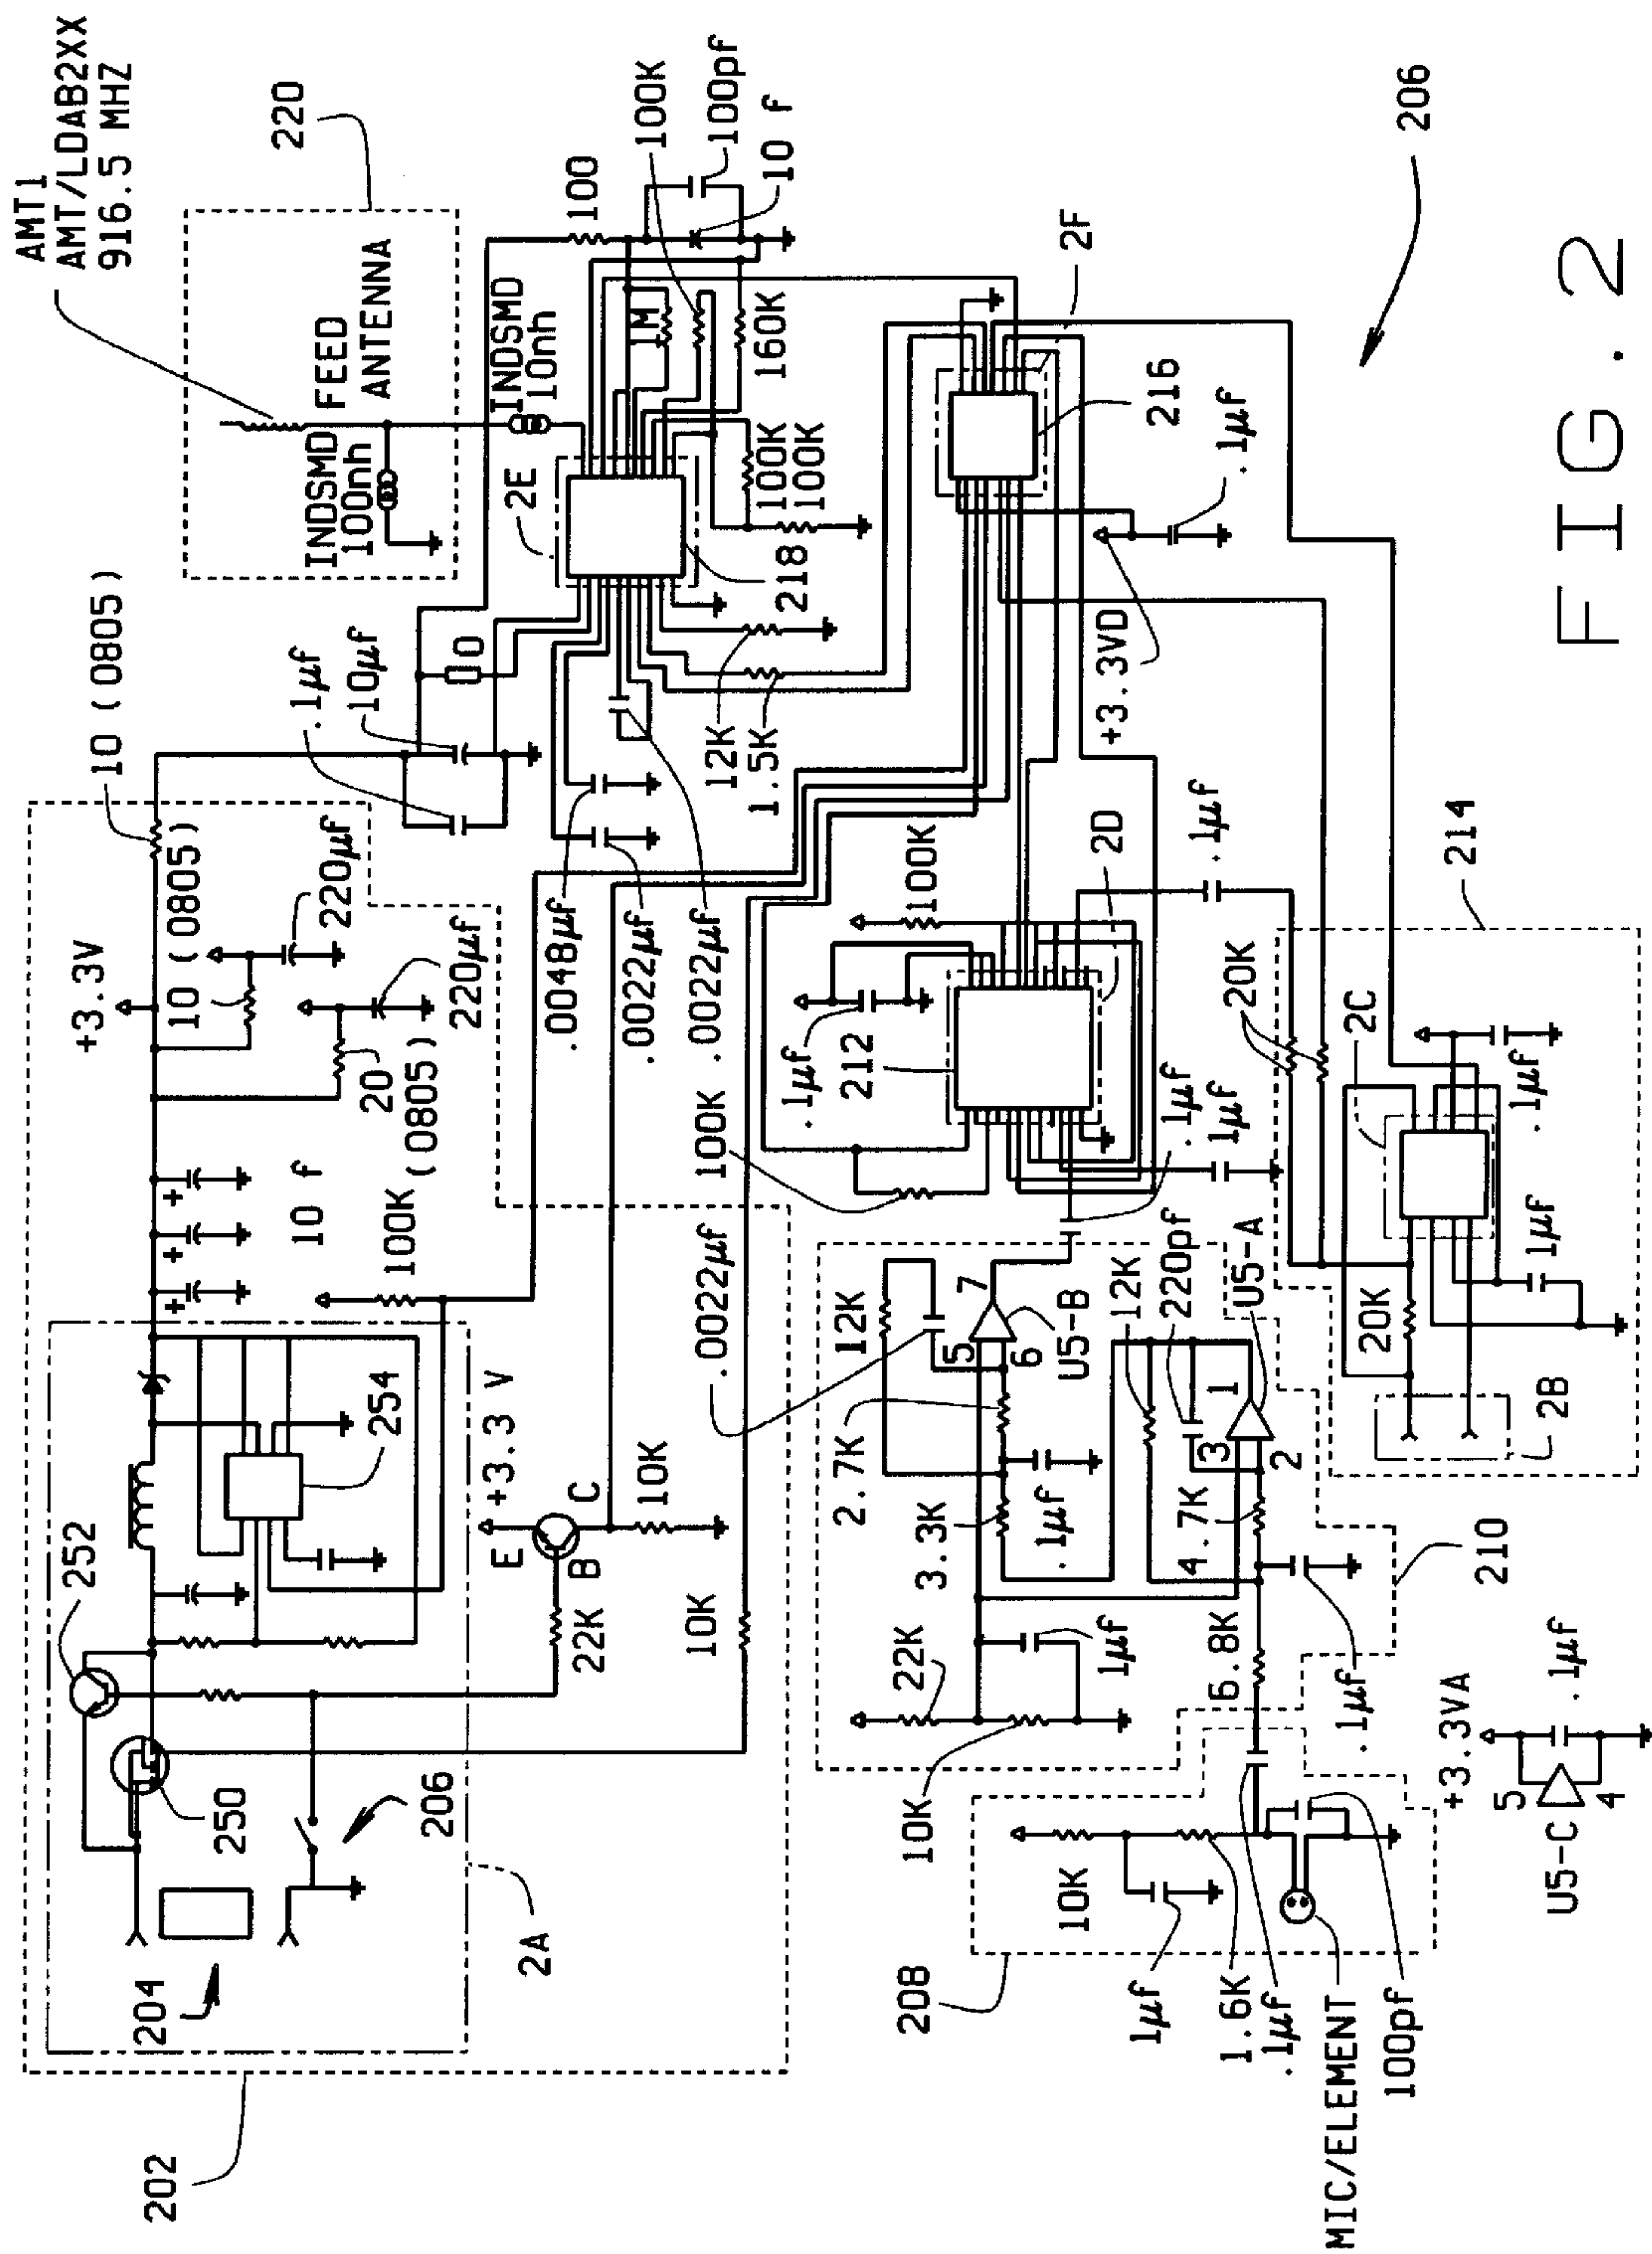 AMT1
AMT/LDAB2XX
916.5 MHZ
220
FEED
ANTENNA
INDSMD
100nh
INDSMD
10nh
10 (0805)
+3.3V
10 (0805)
220µf
220µf
20
(0805)
.1µf
10µf
0
2E
218
100
100K
100pf
10 f
1M
160K
100K
100K
2F
216
.1µf
+3.3VD
12K
1.5K
.0048µf
.0022µf
.0022µf
10 f
100K
252
254
250
206
204
202
2A
+3.3 V
E
C
B
22K
10K
10K
100K
2D
.1µf
212
100K
.1µf
.1µf
1µf
20K
214
2C
.1µf
1µf
20K
2B
.0022µf
12K
7
5
6
U5-B
2.7K
3.3K
.1µf
12K
220pf
U5-A
1
3
2
4.7K
210
22K
1µf
10K
6.8K
.1µf
208
10K
1µf
1.6K
.1µf
MIC/ELEMENT
100pf
+3.3VA
5
4
U5-C
.1µf
206
FIG. 2